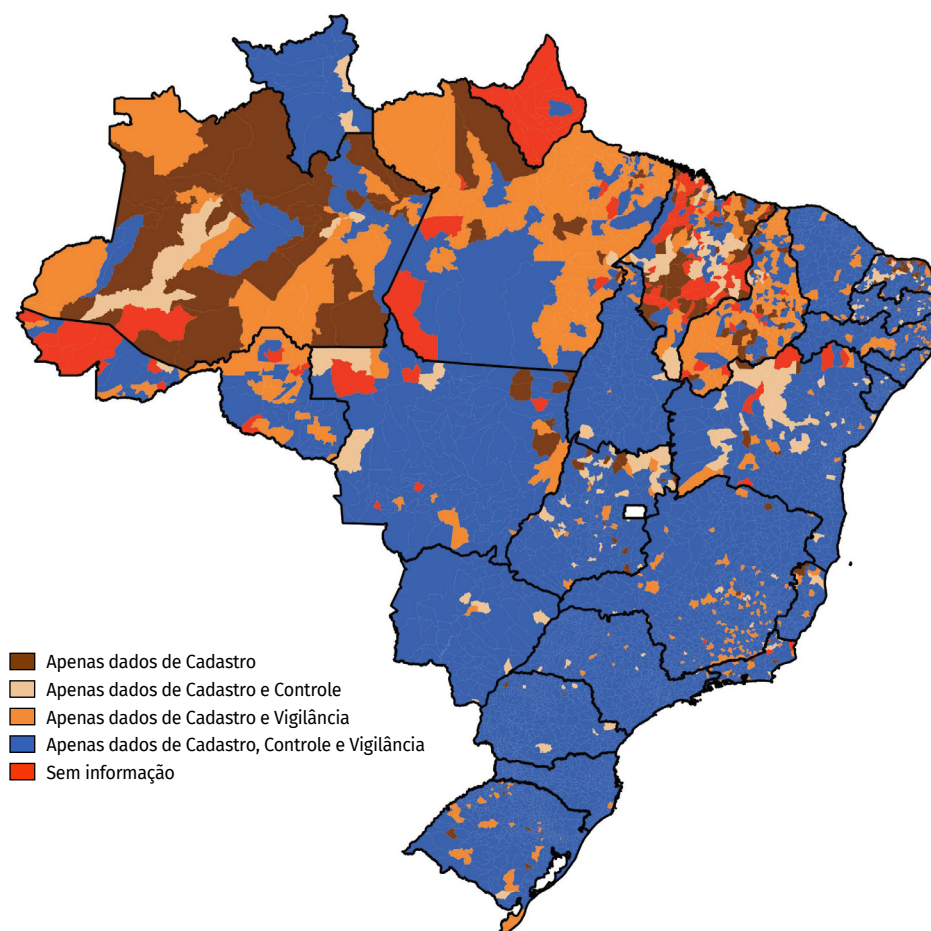 Apenas dados de Cadastro
Apenas dados de Cadastro e Controle
Apenas dados de Cadastro e Vigilância
Apenas dados de Cadastro, Controle e Vigilância
Sem informação